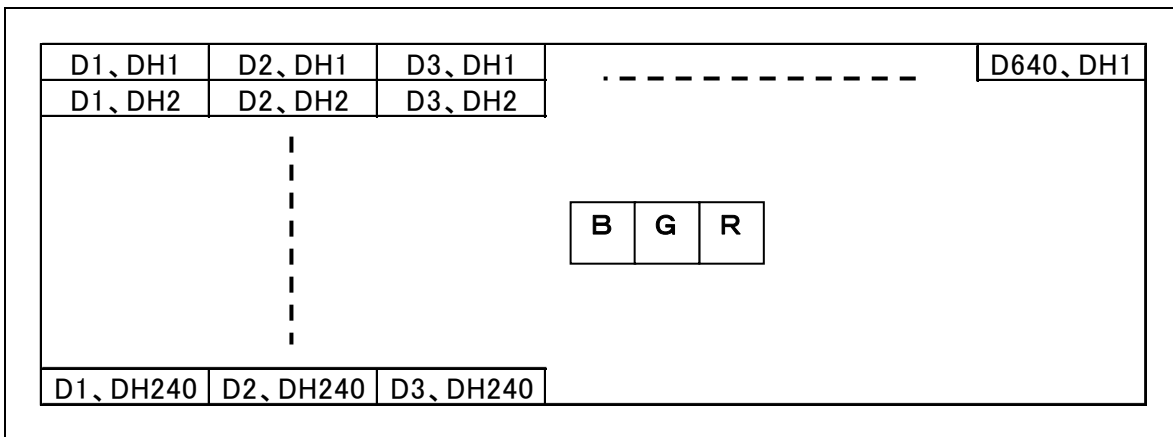 D1、DH1 D2、DH1 D3、DH1 D640、DH1
D1、DH2 D2、DH2 D3、DH2
B G R
D1、DH240 D2、DH240 D3、DH240